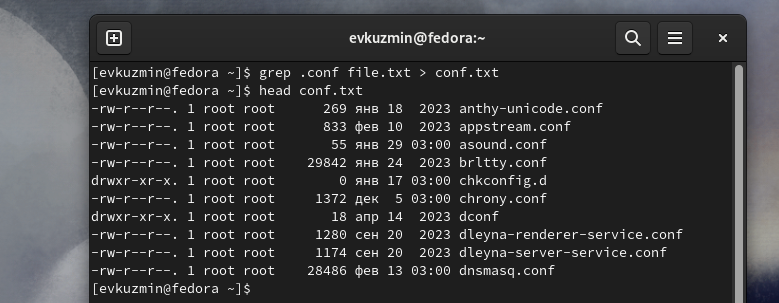 evkuzmin@fedora:~
[evkuzmin@fedora ~]$ grep .conf file.txt > conf.txt
[evkuzmin@fedora ~]$ head conf.txt
-rw-r--r--. 1 root root      269 янв 18  2023 anthy-unicode.conf
-rw-r--r--. 1 root root      833 фев 10  2023 appstream.conf
-rw-r--r--. 1 root root       55 янв 29 03:00 asound.conf
-rw-r--r--. 1 root root    29842 янв 24  2023 brltty.conf
drwxr-xr-x. 1 root root        0 янв 17 03:00 chkconfig.d
-rw-r--r--. 1 root root     1372 дек  5 03:00 chrony.conf
drwxr-xr-x. 1 root root       18 апр 14  2023 dconf
-rw-r--r--. 1 root root     1280 сен 20  2023 dleyna-renderer-service.conf
-rw-r--r--. 1 root root     1174 сен 20  2023 dleyna-server-service.conf
-rw-r--r--. 1 root root    28486 фев 13 03:00 dnsmasq.conf
[evkuzmin@fedora ~]$